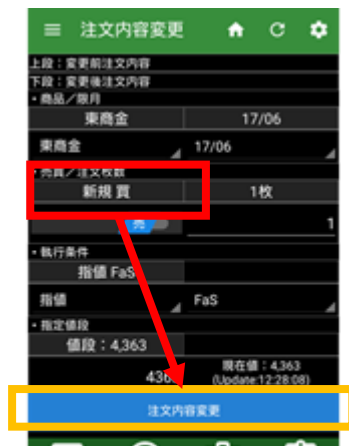 注文内容変更
上段：変更前注文内容
下段：変更後注文内容
・商品／限月
東商金 17/06
東商金 17/06
・売買／注文枚数
新規 買 1枚
売 1
・執行条件
指値 FaS
指値 FaS
・指定値段
値段：4,363
436
現在値：4,363
(Update:12:28:08)
注文内容変更